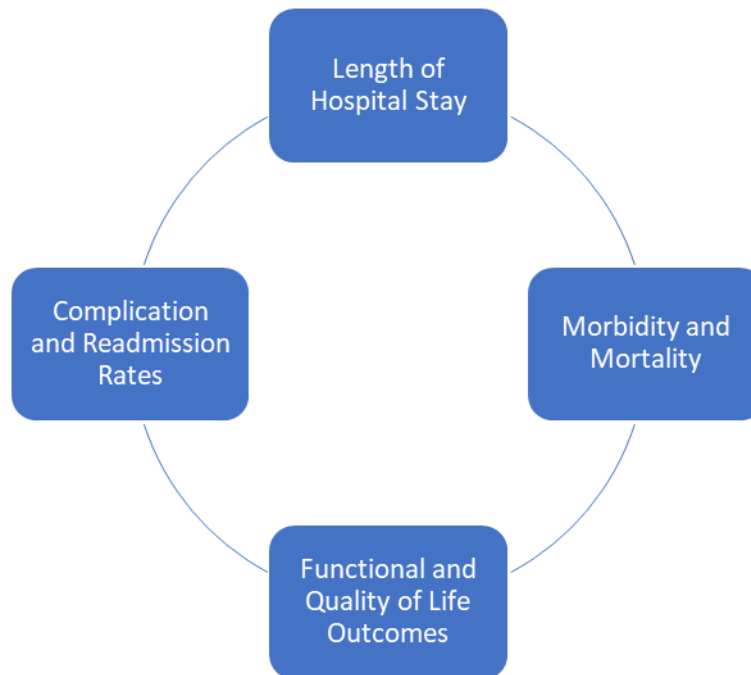 Length of
Hospital Stay
Complication
and Readmission
Rates
Morbidity and
Mortality
Functional and
Quality of Life
Outcomes